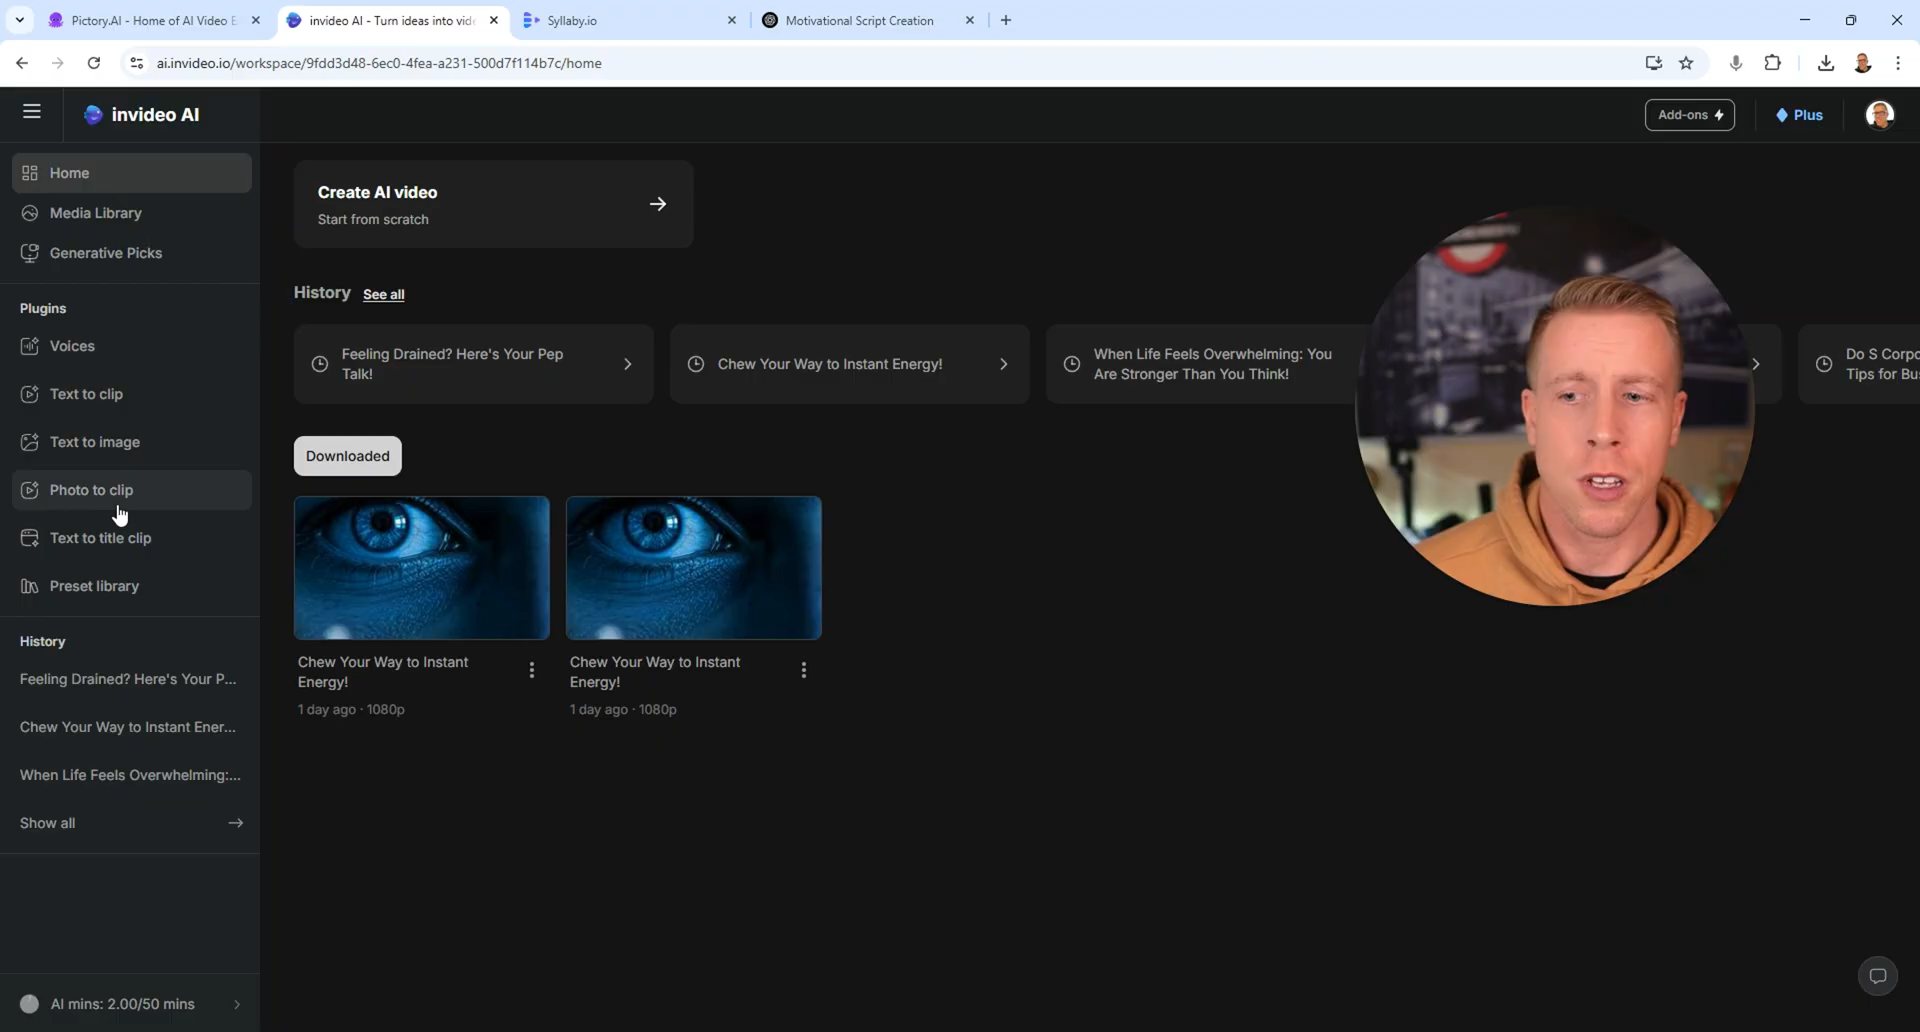 Pictory.AI - Home of AI Video E
invideo AI - Turn ideas into vide
Syllaby.io
Motivational Script Creation
ai.invideo.io/workspace/9fdd3d48-6ec0-4fea-a231-500d7f114b7c/home
invideo AI
Add-ons
Plus
Home
Media Library
Generative Picks
Plugins
Voices
Text to clip
Text to image
Photo to clip
Text to title clip
Preset library
History
Feeling Drained? Here's Your P...
Chew Your Way to Instant Ener...
When Life Feels Overwhelming:...
Show all
AI mins: 2.00/50 mins
Create AI video
Start from scratch
History See all
Feeling Drained? Here's Your Pep
Talk!
Chew Your Way to Instant Energy!
When Life Feels Overwhelming: You
Are Stronger Than You Think!
Do S Corpo
Tips for Bus
Downloaded
Chew Your Way to Instant
Energy!
1 day ago · 1080p
Chew Your Way to Instant
Energy!
1 day ago · 1080p